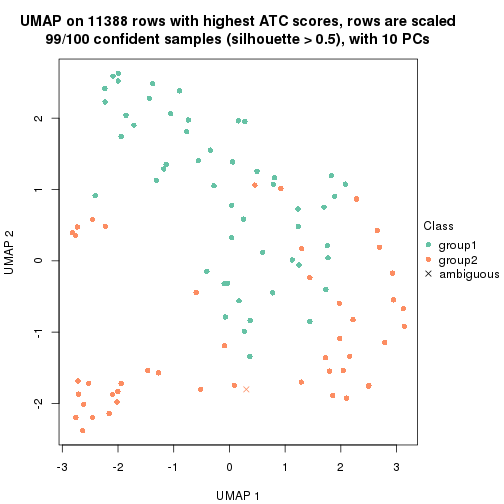 UMAP on 11388 rows with highest ATC scores, rows are scaled
99/100 confident samples (silhouette > 0.5), with 10 PCs
2
1
0
-1
-2
UMAP 2
-3
-2
-1
0
1
2
3
UMAP 1
Class
group1
group2
ambiguous